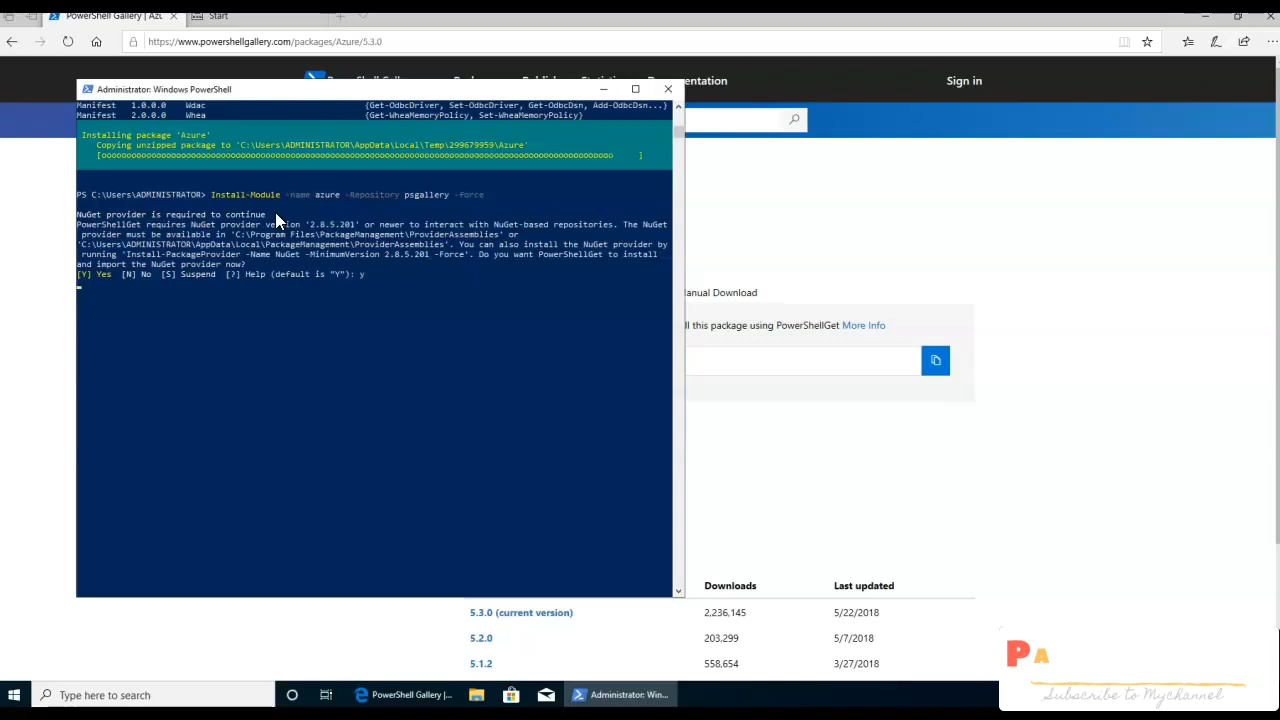 PowerShell Gallery | Az
Start
https://www.powershellgallery.com/packages/Azure/5.3.0
Sign in
Administrator: Windows PowerShell
Manifest 1.0.0.0 Wdac {Get-OdbcDriver, Set-OdbcDriver, Get-OdbcDsn, Add-OdbcDsn...}
Manifest 2.0.0.0 Whea {Get-WheaMemoryPolicy, Set-WheaMemoryPolicy}
Installing package 'Azure'
Copying unzipped package to 'C:\Users\ADMINISTRATOR\AppData\Local\Temp\299679959\Azure'
PS C:\Users\ADMINISTRATOR> Install-Module -name azure -Repository psgallery -force
NuGet provider is required to continue
PowerShellGet requires NuGet provider version '2.8.5.201' or newer to interact with NuGet-based repositories. The NuGet
provider must be available in 'C:\Program Files\PackageManagement\ProviderAssemblies' or
'C:\Users\ADMINISTRATOR\AppData\Local\PackageManagement\ProviderAssemblies'. You can also install the NuGet provider by
running 'Install-PackageProvider -Name NuGet -MinimumVersion 2.8.5.201 -Force'. Do you want PowerShellGet to install
and import the NuGet provider now?
[Y] Yes [N] No [S] Suspend [?] Help (default is "Y"): y
anual Download
ll this package using PowerShellGet More Info
Downloads Last updated
5.3.0 (current version) 2,236,145 5/22/2018
5.2.0 203,299 5/7/2018
5.1.2 558,654 3/27/2018
PA
Subscribe to Mychannel
Type here to search
PowerShell Gallery |...
Administrator: Win...